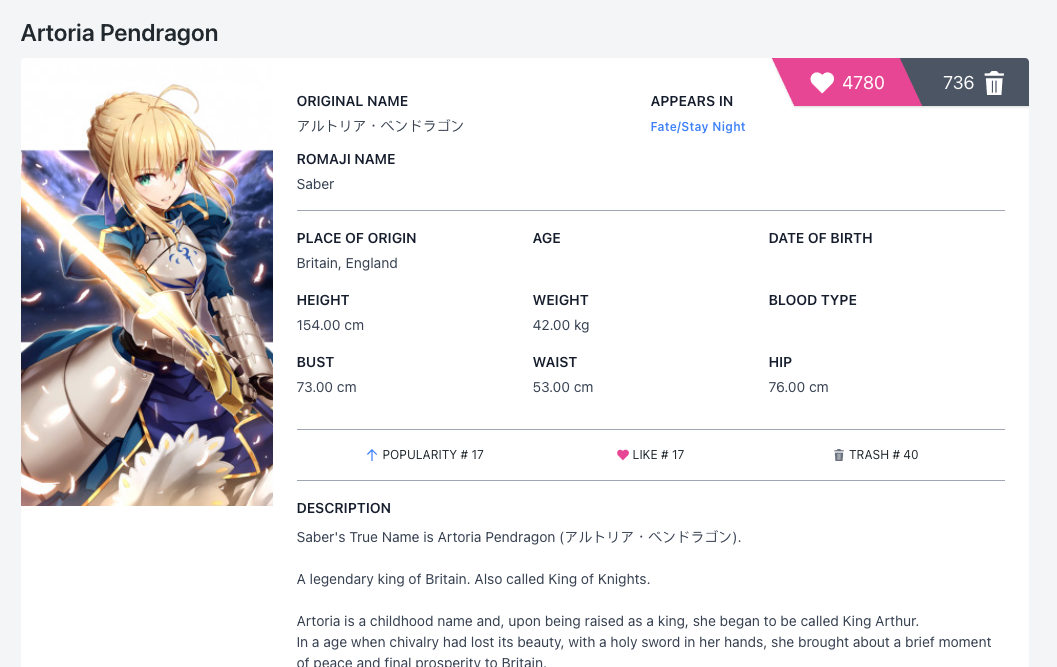 Artoria Pendragon
4780
736
ORIGINAL NAME
APPEARS IN
アルトリア・ペンドラゴン
Fate/Stay Night
ROMAJI NAME
Saber
PLACE OF ORIGIN
AGE
DATE OF BIRTH
Britain, England
HEIGHT
WEIGHT
BLOOD TYPE
154.00 cm
42.00 kg
BUST
WAIST
HIP
73.00 cm
53.00 cm
76.00 cm
POPULARITY # 17
LIKE # 17
TRASH # 40
DESCRIPTION
Saber's True Name is Artoria Pendragon (アルトリア・ペンドラゴン).
A legendary king of Britain. Also called King of Knights.
Artoria is a childhood name and, upon being raised as a king, she began to be called King Arthur.
In a age when chivalry had lost its beauty, with a holy sword in her hands, she brought about a brief moment
of peace and final prosperity to Britain.